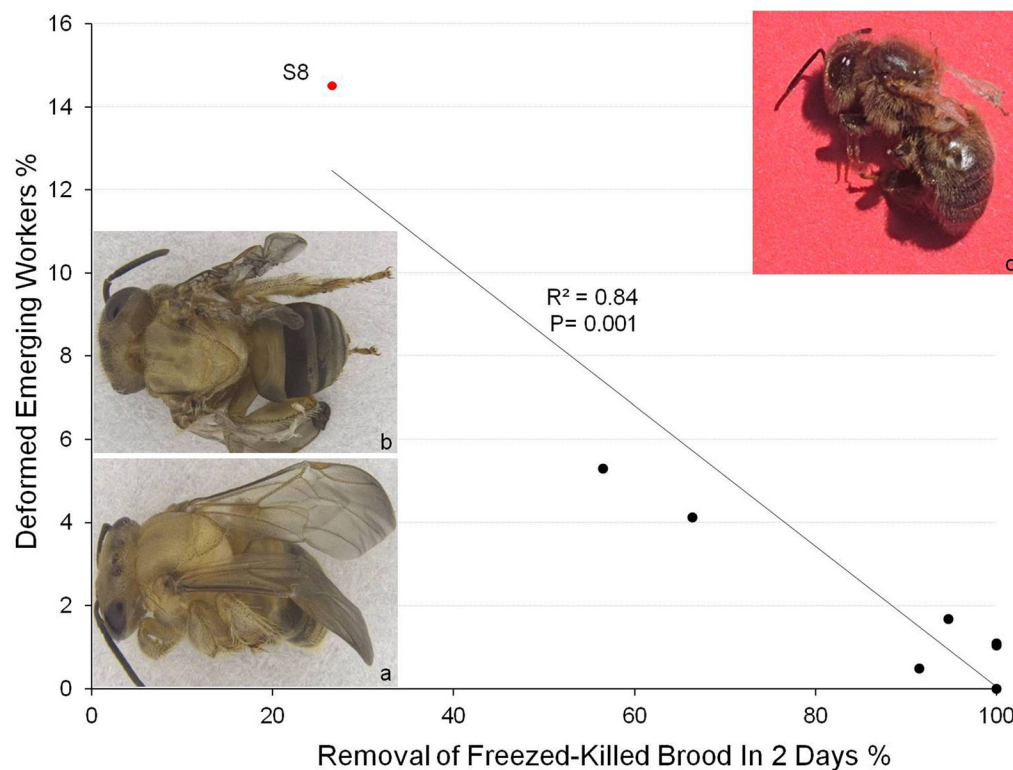 16
14
12
10
8
6
4
2
0
S8
R² = 0.84
P= 0.001
b
a
c
0 20 40 60 80 100
Deformed Emerging Workers %
Removal of Freezed-Killed Brood In 2 Days %